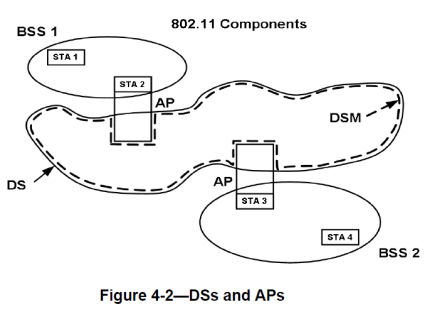 802.11 Components
BSS 1
STA 1
STA 2
AP
DSM
AP
DS
STA 3
STA 4
BSS 2
Figure 4-2—DSs and APs